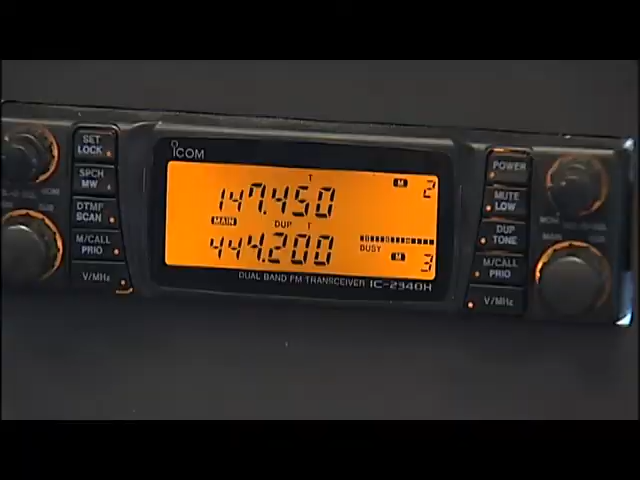 SET
LOCK
SPCH
MW
DTMF
SCAN
M/CALL
PRIO
V/MHz
ICOM
T
147.450
M 2
MAIN
DUP T
444.200
BUSY
M 3
DUAL BAND FM TRANSCEIVER IC-2340H
POWER
MUTE
LOW
DUP
TONE
M/CALL
PRIO
V/MHz
MAIN